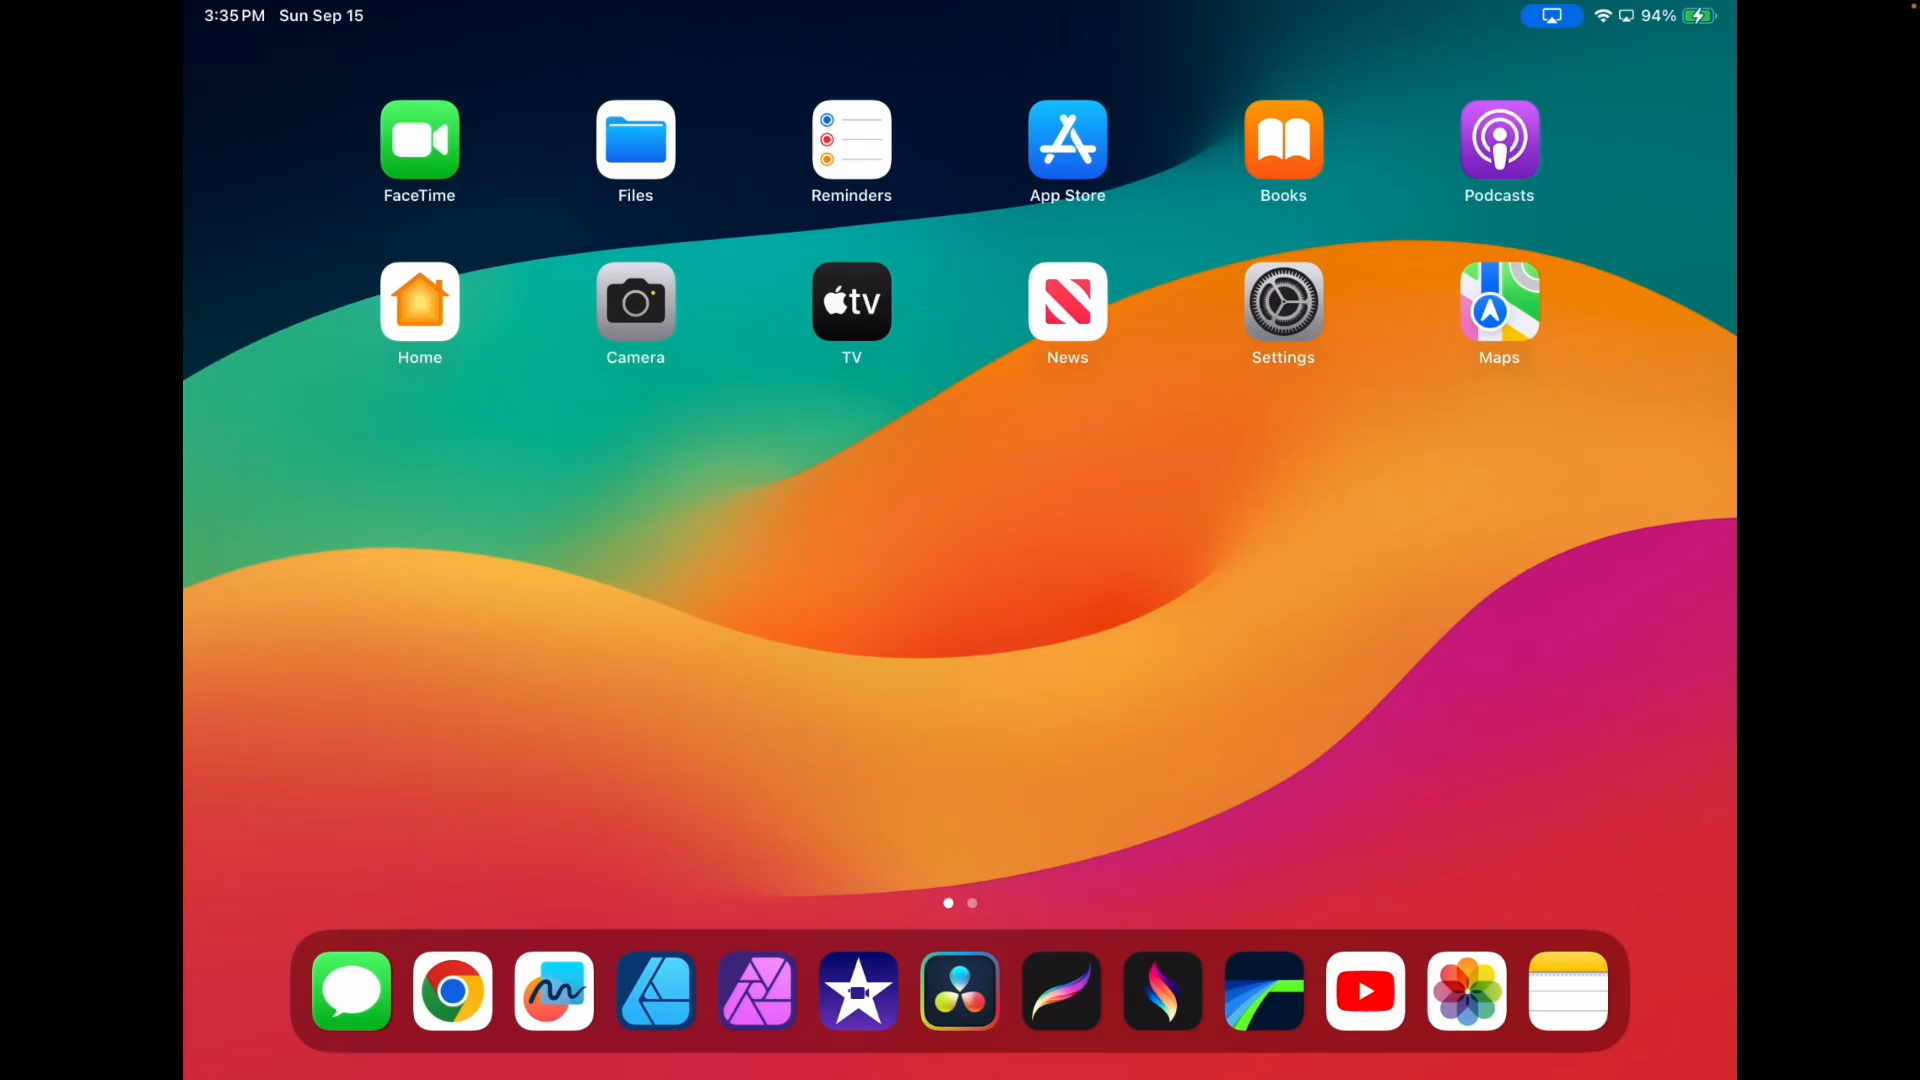 3:35 PM Sun Sep 15
94%
FaceTime
Files
Reminders
App Store
Books
Podcasts
tv
Home
Camera
TV
News
Settings
Maps